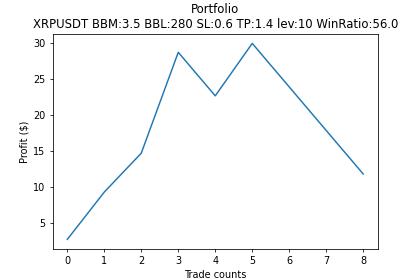 Portfolio
XRPUSDT BBM:3.5 BBL:280 SL:0.6 TP:1.4 lev:10 WinRatio:56.0
30
25
20
15
10
5
Profit ($)
0 1 2 3 4 5 6 7 8
Trade counts